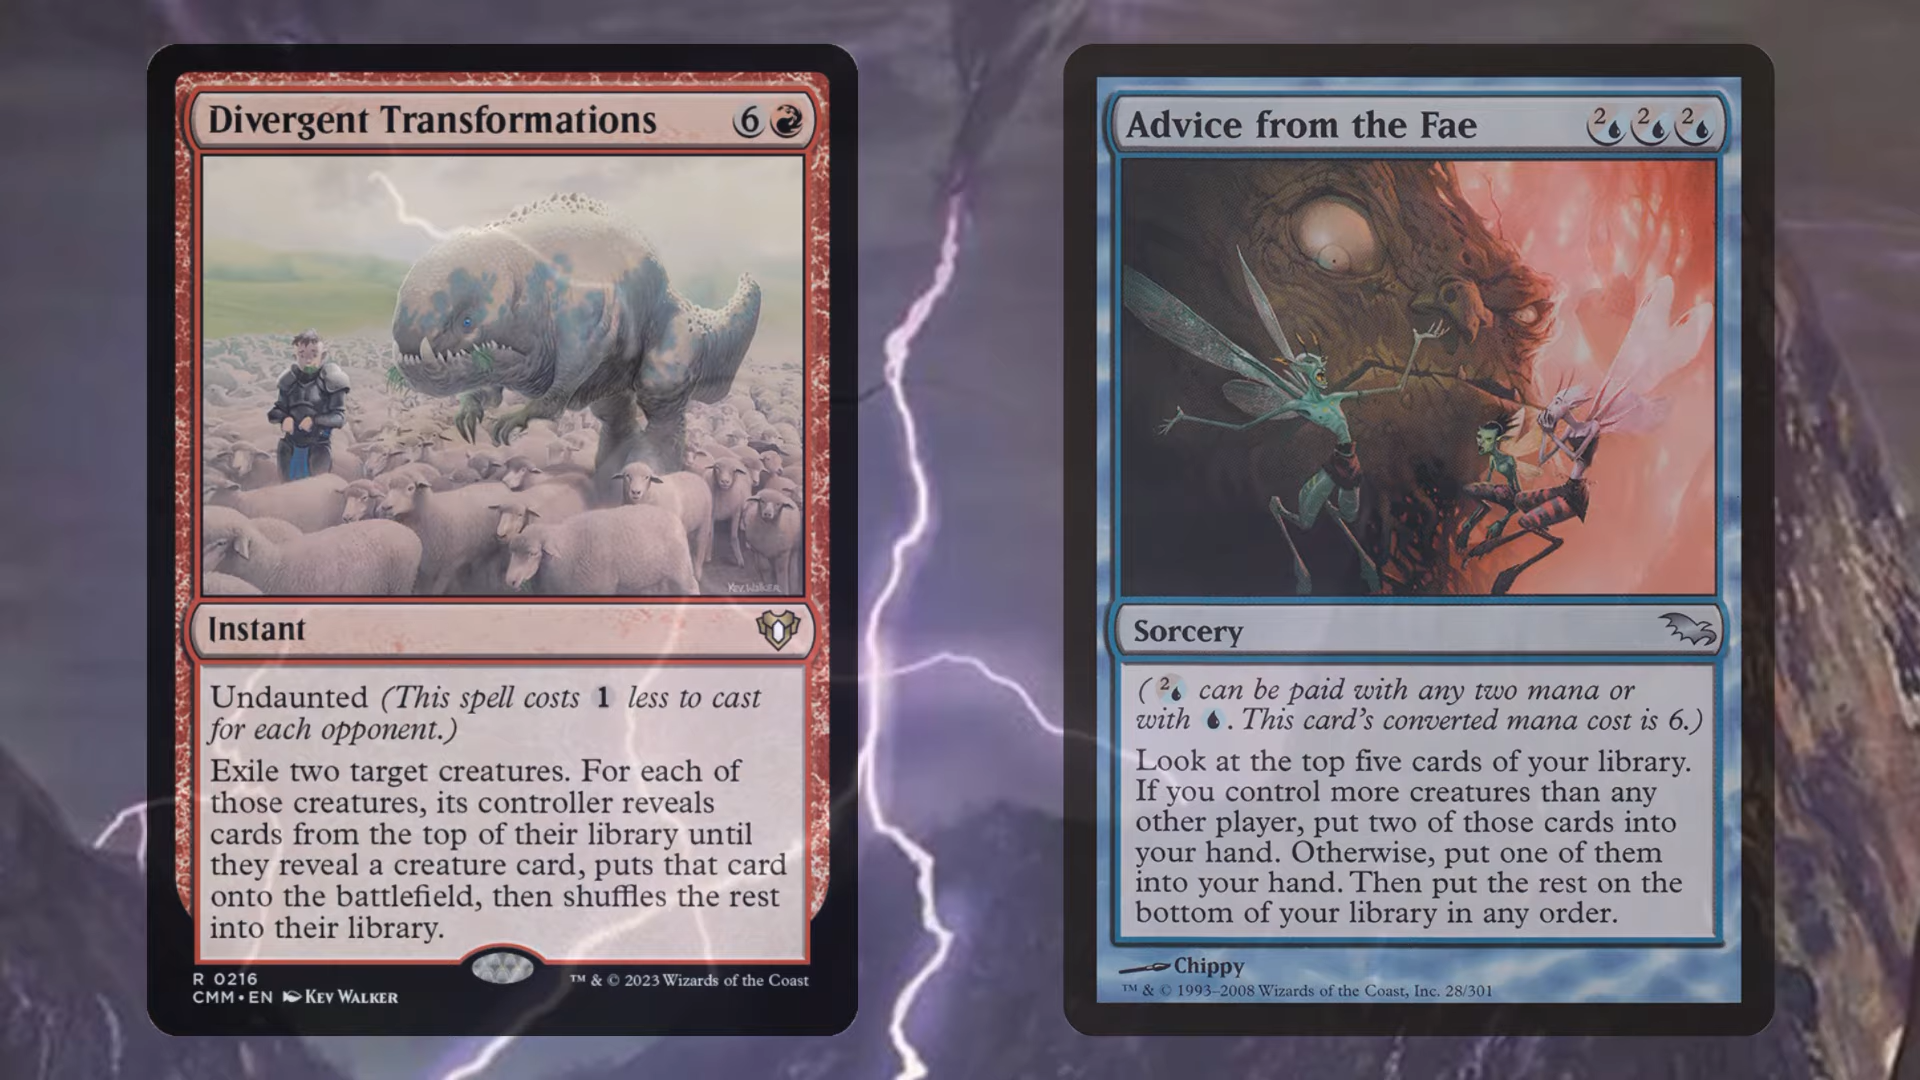 Divergent Transformations 6
Instant
Undaunted (This spell costs 1 less to cast
for each opponent.)
Exile two target creatures. For each of
those creatures, its controller reveals
cards from the top of their library until
they reveal a creature card, puts that card
onto the battlefield, then shuffles the rest
into their library.
R 0216
CMM • EN KEV WALKER
™ & © 2023 Wizards of the Coast
KEV WALKER
Advice from the Fae 2 2 2
Sorcery
(2 can be paid with any two mana or
with . This card's converted mana cost is 6.)
Look at the top five cards of your library.
If you control more creatures than any
other player, put two of those cards into
your hand. Otherwise, put one of them
into your hand. Then put the rest on the
bottom of your library in any order.
Chippy
™ & © 1993–2008 Wizards of the Coast, Inc. 28/301